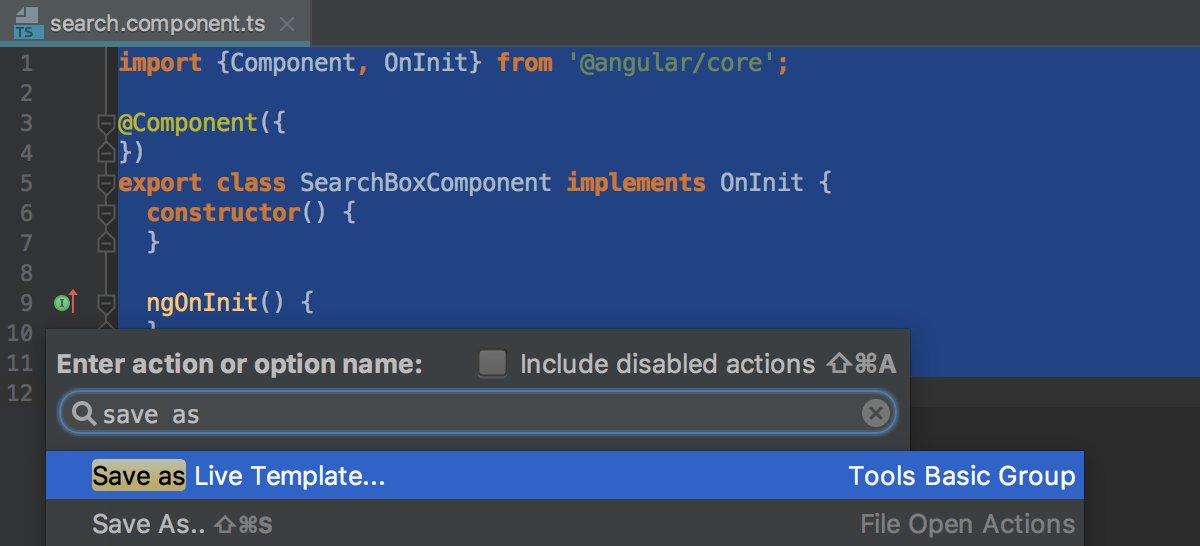 TS search.component.ts
1 import {Component, OnInit} from '@angular/core';
2
3 @Component({
4 })
5 export class SearchBoxComponent implements OnInit {
6   constructor() {
7   }
8
9 I   ngOnInit() {
10   }
11
12
Enter action or option name: Include disabled actions ⇧⌘A
save as
Save as Live Template... Tools Basic Group
Save As.. ⇧⌘S File Open Actions